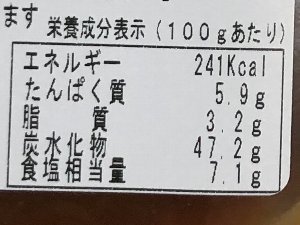 ます 栄養成分表示(100gあたり)
エネルギー 241Kcal
たんぱく質 5.9g
脂 質 3.2g
炭水化物 47.2g
食塩相当量 7.1g